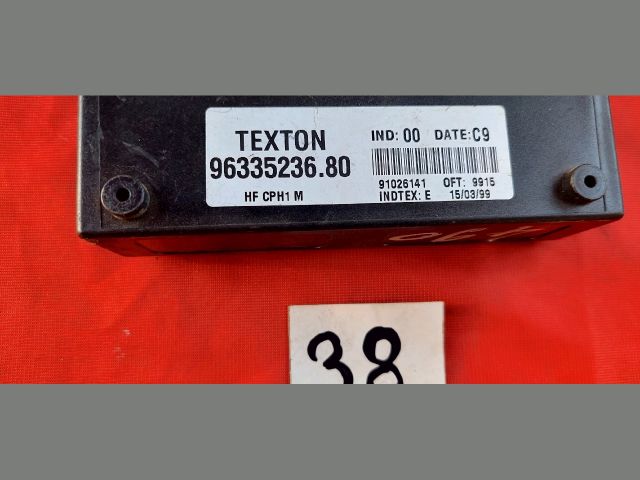 TEXTON IND: 00 DATE:C9
96335236.80
91026141 OFT: 9915
HF CPH1 M INDTEX: E 15/03/99
38